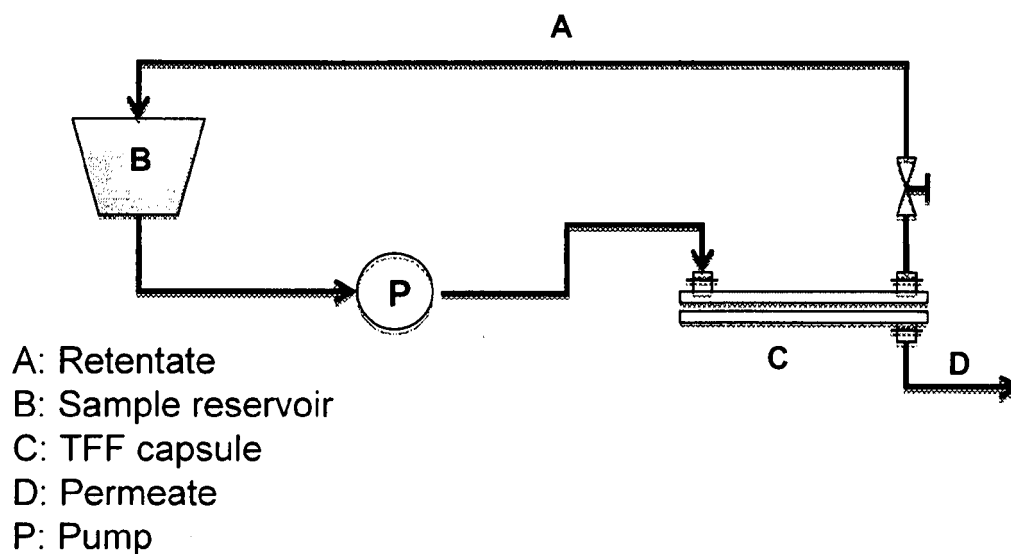 A
B
P
C
D
A: Retentate
B: Sample reservoir
C: TFF capsule
D: Permeate
P: Pump